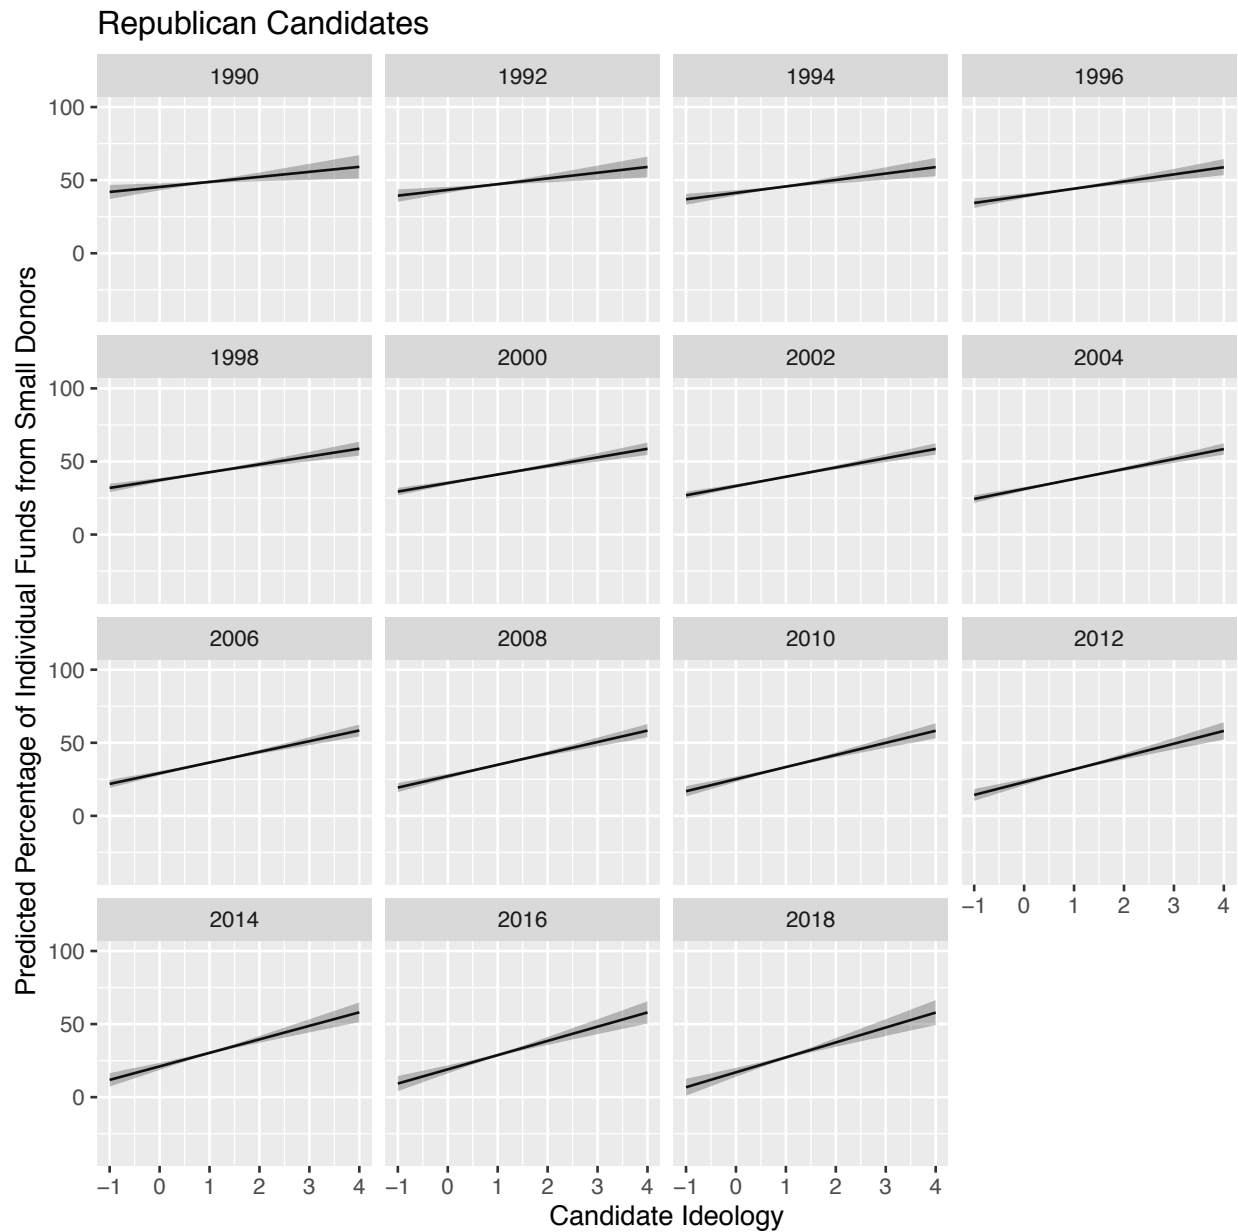 Republican Candidates
1990 1992 1994 1996
100
50
0
1998 2000 2002 2004
100
50
0
2006 2008 2010 2012
100
50
0
−1 0 1 2 3 4
2014 2016 2018
100
50
0
−1 0 1 2 3 4 −1 0 1 2 3 4 −1 0 1 2 3 4
Candidate Ideology
Predicted Percentage of Individual Funds from Small Donors